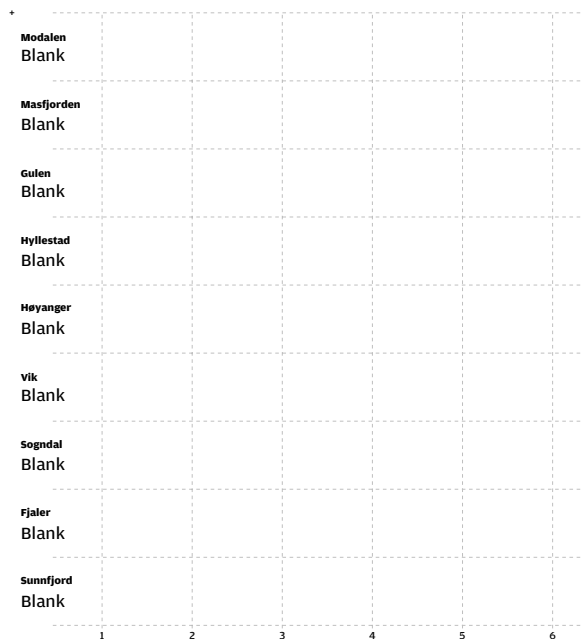 +
Modalen
Blank
Masfjorden
Blank
Gulen
Blank
Hyllestad
Blank
Høyanger
Blank
Vik
Blank
Sogndal
Blank
Fjaler
Blank
Sunnfjord
Blank
1 2 3 4 5 6